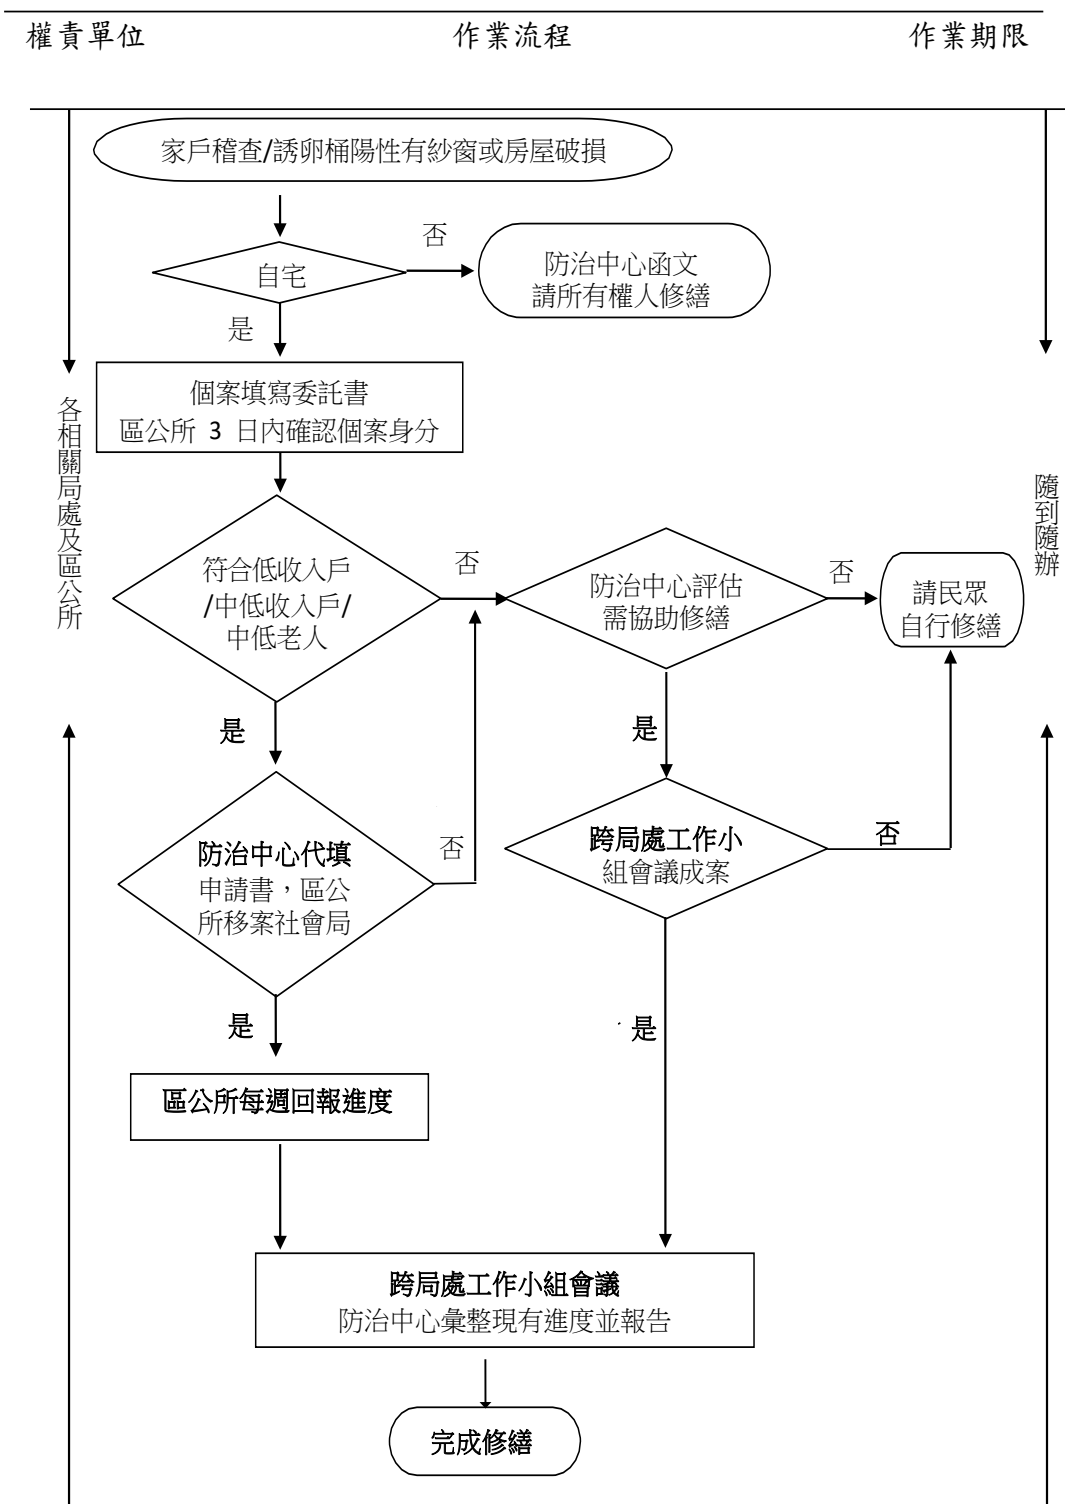 權責單位 作業流程 作業期限
家戶稽查/誘卵桶陽性有紗窗或房屋破損
自宅
否
防治中心函文
請所有權人修繕
是
個案填寫委託書
區公所 3 日內確認個案身分
各相關局處及區公所
隨到隨辦
符合低收入戶
/中低收入戶/
中低老人
否
防治中心評估
需協助修繕
否
請民眾
自行修繕
是
是
防治中心代填
申請書，區公
所移案社會局
否
跨局處工作小
組會議成案
否
是
是
區公所每週回報進度
跨局處工作小組會議
防治中心彙整現有進度並報告
完成修繕